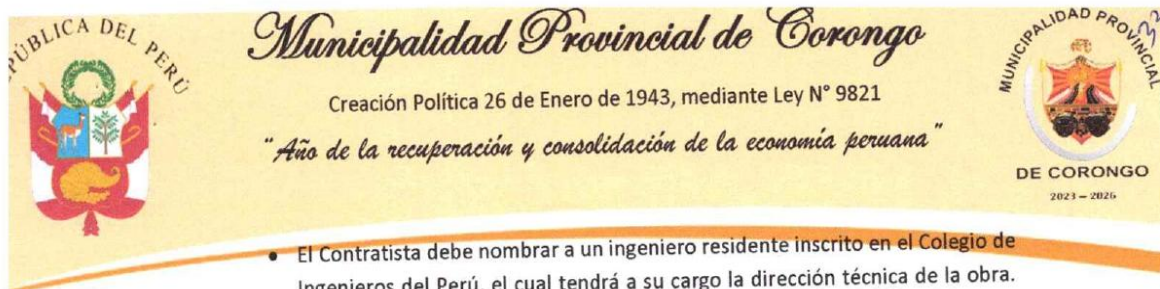 REPÚBLICA DEL PERÚ
Municipalidad Provincial de Corongo
Creación Política 26 de Enero de 1943, mediante Ley N° 9821
"Año de la recuperación y consolidación de la economía peruana"
MUNICIPALIDAD PROVINCIAL
DE CORONGO
2023 – 2026
• El Contratista debe nombrar a un ingeniero residente inscrito en el Colegio de
Ingenieros del Perú, el cual tendrá a su cargo la dirección técnica de la obra.